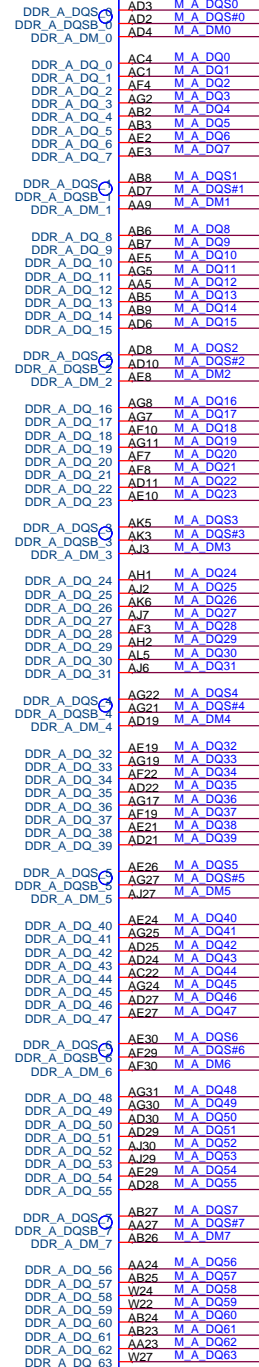 DDR_A_DQS_0 AD3 M_A_DQS0
DDR_A_DQSB_0 AD2 M_A_DQS#0
DDR_A_DM_0 AD4 M_A_DM0
DDR_A_DQ_0 AC4 M_A_DQ0
DDR_A_DQ_1 AC1 M_A_DQ1
DDR_A_DQ_2 AF4 M_A_DQ2
DDR_A_DQ_3 AG2 M_A_DQ3
DDR_A_DQ_4 AB2 M_A_DQ4
DDR_A_DQ_5 AB3 M_A_DQ5
DDR_A_DQ_6 AE2 M_A_DQ6
DDR_A_DQ_7 AE3 M_A_DQ7
DDR_A_DQS_1 AB8 M_A_DQS1
DDR_A_DQSB_1 AD7 M_A_DQS#1
DDR_A_DM_1 AA9 M_A_DM1
DDR_A_DQ_8 AB6 M_A_DQ8
DDR_A_DQ_9 AB7 M_A_DQ9
DDR_A_DQ_10 AE5 M_A_DQ10
DDR_A_DQ_11 AG5 M_A_DQ11
DDR_A_DQ_12 AA5 M_A_DQ12
DDR_A_DQ_13 AB5 M_A_DQ13
DDR_A_DQ_14 AB9 M_A_DQ14
DDR_A_DQ_15 AD6 M_A_DQ15
DDR_A_DQS_2 AD8 M_A_DQS2
DDR_A_DQSB_2 AD10 M_A_DQS#2
DDR_A_DM_2 AE8 M_A_DM2
DDR_A_DQ_16 AG8 M_A_DQ16
DDR_A_DQ_17 AG7 M_A_DQ17
DDR_A_DQ_18 AF10 M_A_DQ18
DDR_A_DQ_19 AG11 M_A_DQ19
DDR_A_DQ_20 AF7 M_A_DQ20
DDR_A_DQ_21 AF8 M_A_DQ21
DDR_A_DQ_22 AD11 M_A_DQ22
DDR_A_DQ_23 AE10 M_A_DQ23
DDR_A_DQS_3 AK5 M_A_DQS3
DDR_A_DQSB_3 AK3 M_A_DQS#3
DDR_A_DM_3 AJ3 M_A_DM3
DDR_A_DQ_24 AH1 M_A_DQ24
DDR_A_DQ_25 AJ2 M_A_DQ25
DDR_A_DQ_26 AK6 M_A_DQ26
DDR_A_DQ_27 AJ7 M_A_DQ27
DDR_A_DQ_28 AF3 M_A_DQ28
DDR_A_DQ_29 AH2 M_A_DQ29
DDR_A_DQ_30 AL5 M_A_DQ30
DDR_A_DQ_31 AJ6 M_A_DQ31
DDR_A_DQS_4 AG22 M_A_DQS4
DDR_A_DQSB_4 AG21 M_A_DQS#4
DDR_A_DM_4 AD19 M_A_DM4
DDR_A_DQ_32 AE19 M_A_DQ32
DDR_A_DQ_33 AG19 M_A_DQ33
DDR_A_DQ_34 AF22 M_A_DQ34
DDR_A_DQ_35 AD22 M_A_DQ35
DDR_A_DQ_36 AG17 M_A_DQ36
DDR_A_DQ_37 AF19 M_A_DQ37
DDR_A_DQ_38 AE21 M_A_DQ38
DDR_A_DQ_39 AD21 M_A_DQ39
DDR_A_DQS_5 AE26 M_A_DQS5
DDR_A_DQSB_5 AG27 M_A_DQS#5
DDR_A_DM_5 AJ27 M_A_DM5
DDR_A_DQ_40 AE24 M_A_DQ40
DDR_A_DQ_41 AG25 M_A_DQ41
DDR_A_DQ_42 AD25 M_A_DQ42
DDR_A_DQ_43 AD24 M_A_DQ43
DDR_A_DQ_44 AC22 M_A_DQ44
DDR_A_DQ_45 AG24 M_A_DQ45
DDR_A_DQ_46 AD27 M_A_DQ46
DDR_A_DQ_47 AE27 M_A_DQ47
DDR_A_DQS_6 AE30 M_A_DQS6
DDR_A_DQSB_6 AF29 M_A_DQS#6
DDR_A_DM_6 AF30 M_A_DM6
DDR_A_DQ_48 AG31 M_A_DQ48
DDR_A_DQ_49 AG30 M_A_DQ49
DDR_A_DQ_50 AD30 M_A_DQ50
DDR_A_DQ_51 AD29 M_A_DQ51
DDR_A_DQ_52 AJ30 M_A_DQ52
DDR_A_DQ_53 AJ29 M_A_DQ53
DDR_A_DQ_54 AE29 M_A_DQ54
DDR_A_DQ_55 AD28 M_A_DQ55
DDR_A_DQS_7 AB27 M_A_DQS7
DDR_A_DQSB_7 AA27 M_A_DQS#7
DDR_A_DM_7 AB26 M_A_DM7
DDR_A_DQ_56 AA24 M_A_DQ56
DDR_A_DQ_57 AB25 M_A_DQ57
DDR_A_DQ_58 W24 M_A_DQ58
DDR_A_DQ_59 W22 M_A_DQ59
DDR_A_DQ_60 AB24 M_A_DQ60
DDR_A_DQ_61 AB23 M_A_DQ61
DDR_A_DQ_62 AA23 M_A_DQ62
DDR_A_DQ_63 W27 M_A_DQ63